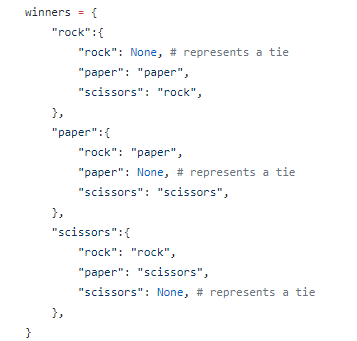 winners = {
    "rock":{
        "rock": None, # represents a tie
        "paper": "paper",
        "scissors": "rock",
    },
    "paper":{
        "rock": "paper",
        "paper": None, # represents a tie
        "scissors": "scissors",
    },
    "scissors":{
        "rock": "rock",
        "paper": "scissors",
        "scissors": None, # represents a tie
    },
}